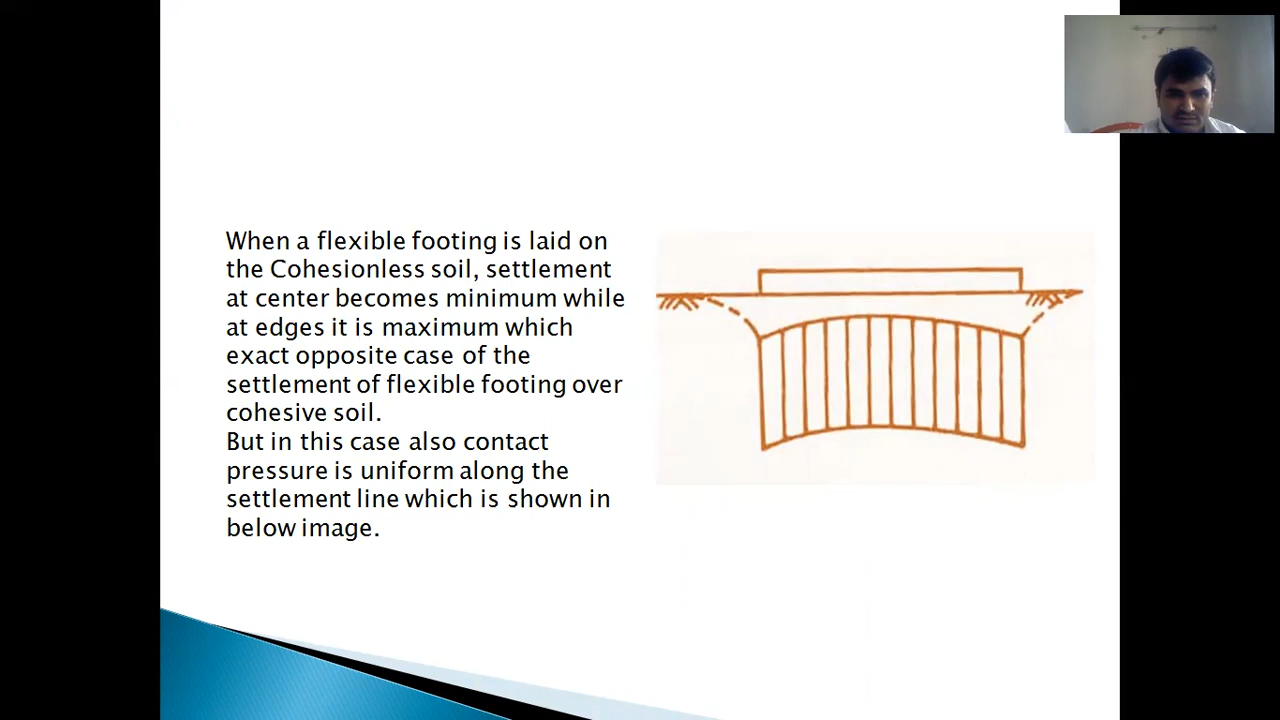 When a flexible footing is laid on
the Cohesionless soil, settlement
at center becomes minimum while
at edges it is maximum which
exact opposite case of the
settlement of flexible footing over
cohesive soil.
But in this case also contact
pressure is uniform along the
settlement line which is shown in
below image.